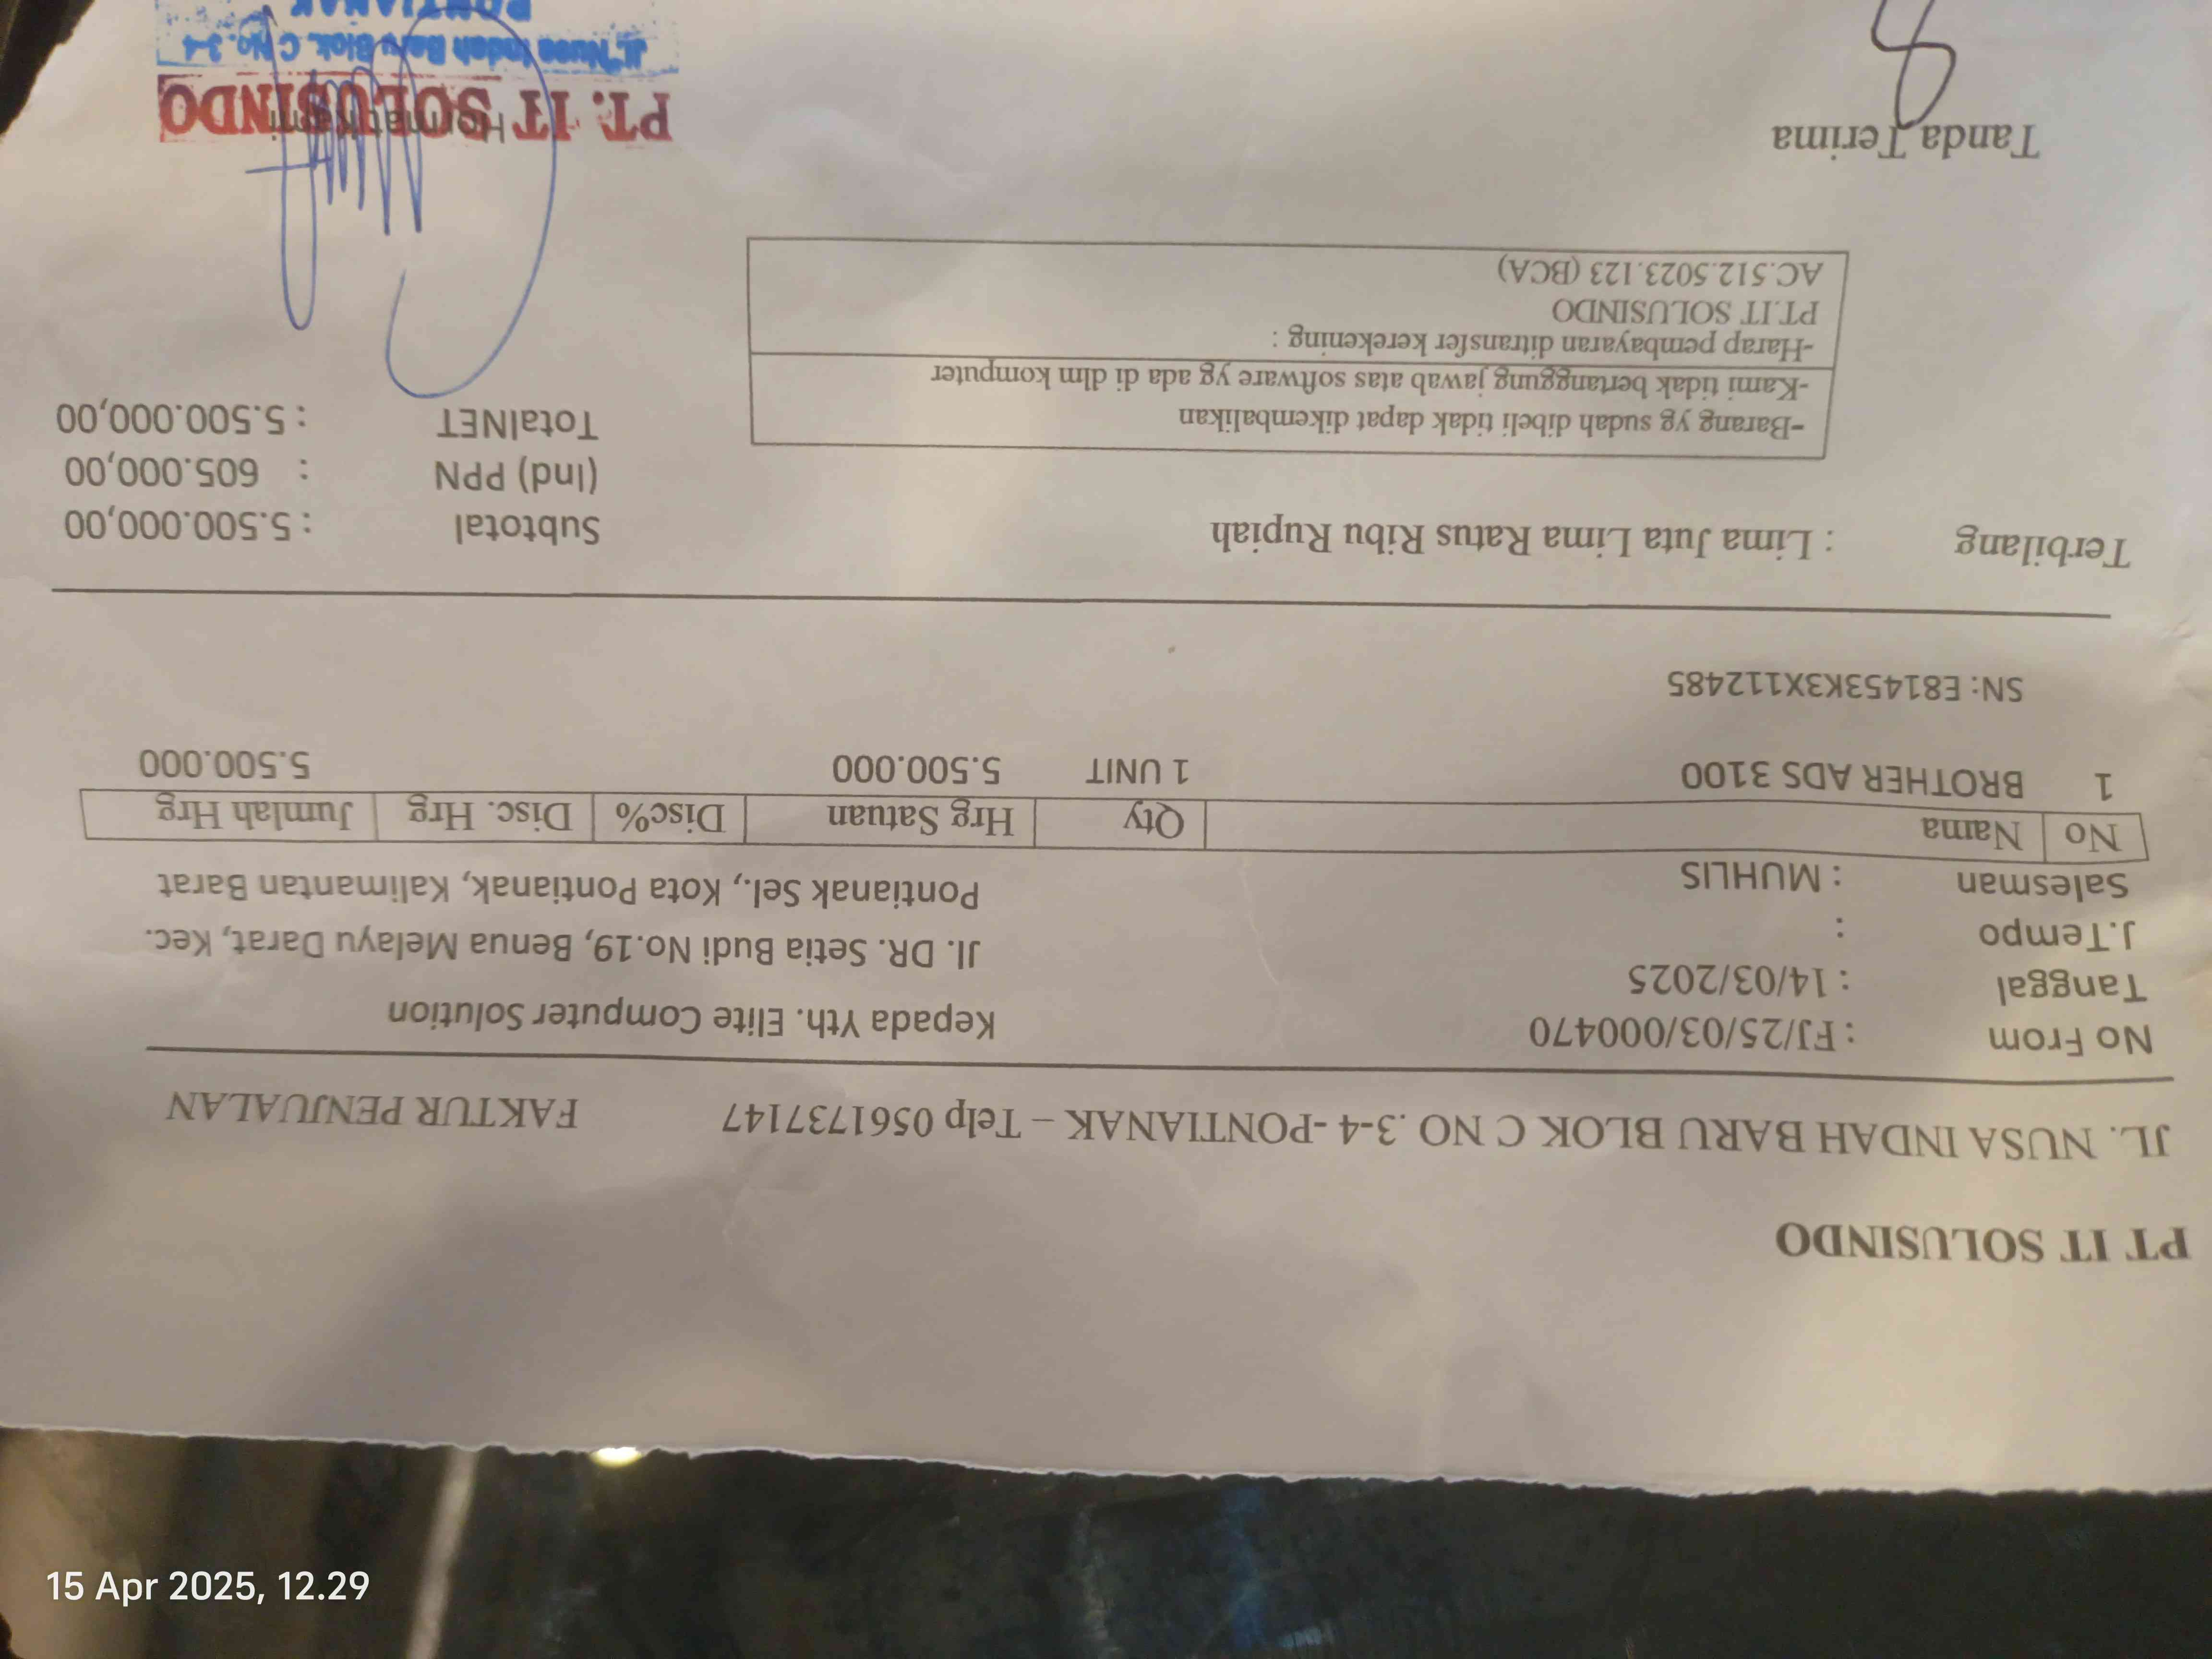 PT IT SOLUSINDO
JL. NUSA INDAH BARU BLOK C NO .3-4 -PONTIANAK – Telp 0561737147 FAKTUR PENJUALAN
No From : FJ/25/03/000470 Kepada Yth. Elite Computer Solution
Tanggal : 14/03/2025
J.Tempo : Jl. DR. Setia Budi No.19, Benua Melayu Darat, Kec.
Salesman : MUHLIS Pontianak Sel., Kota Pontianak, Kalimantan Barat
No Nama Qty Hrg Satuan Disc% Disc. Hrg Jumlah Hrg
1 BROTHER ADS 3100 1 UNIT 5.500.000 5.500.000
SN: E81453K3X112485
Terbilang : Lima Juta Lima Ratus Ribu Rupiah
Subtotal : 5.500.000,00
(Ind) PPN : 605.000,00
TotalNET : 5.500.000,00
-Barang yg sudah dibeli tidak dapat dikembalikan
-Kami tidak bertanggung jawab atas software yg ada di dlm komputer
-Harap pembayaran ditransfer kerekening :
PT.IT SOLUSINDO
AC.512.5023.123 (BCA)
Tanda Terima
Hormat Kami
PT. IT SOLUSINDO
Jl. Nusa Indah Baru Blok. C No. 3-4
PONTIANAK
15 Apr 2025, 12.29